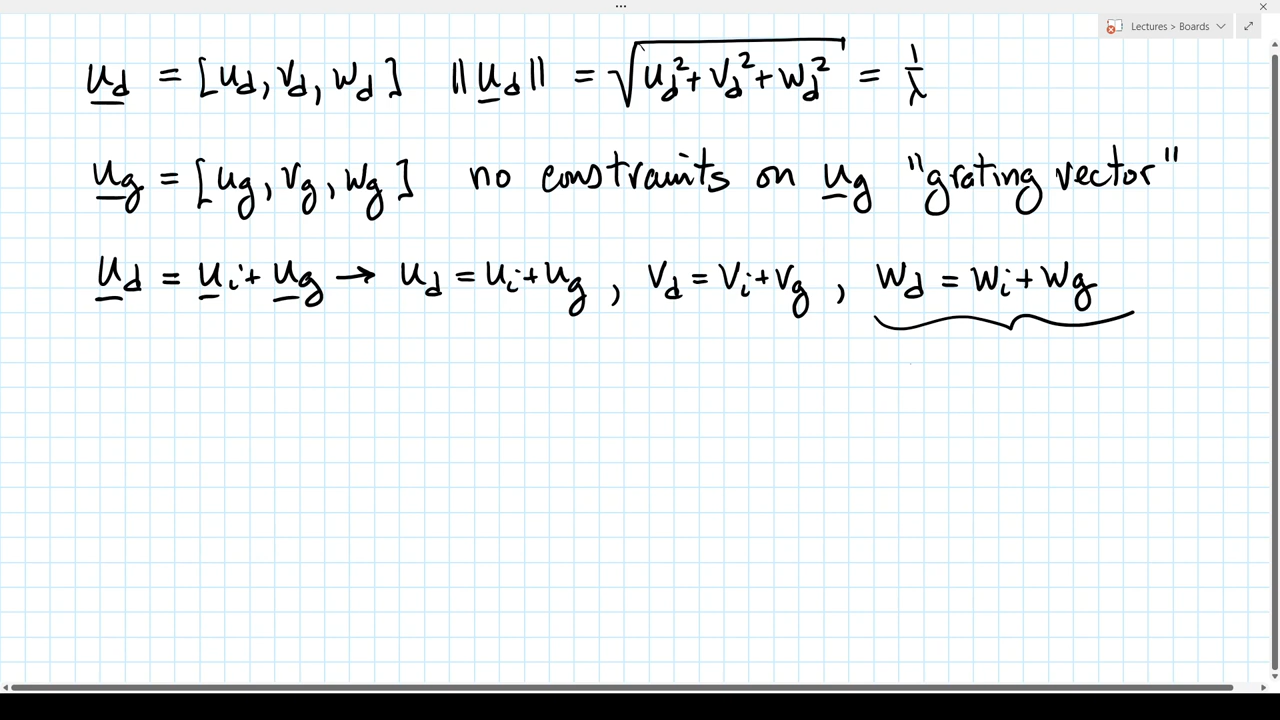 Lectures > Boards
u_d = [u_d, v_d, w_d] ‖u_d‖ = √(u_d² + v_d² + w_d²) = 1/λ
u_g = [u_g, v_g, w_g] no constraints on u_g "grating vector"
u_d = u_i + u_g → u_d = u_i + u_g , v_d = v_i + v_g , w_d = w_i + w_g